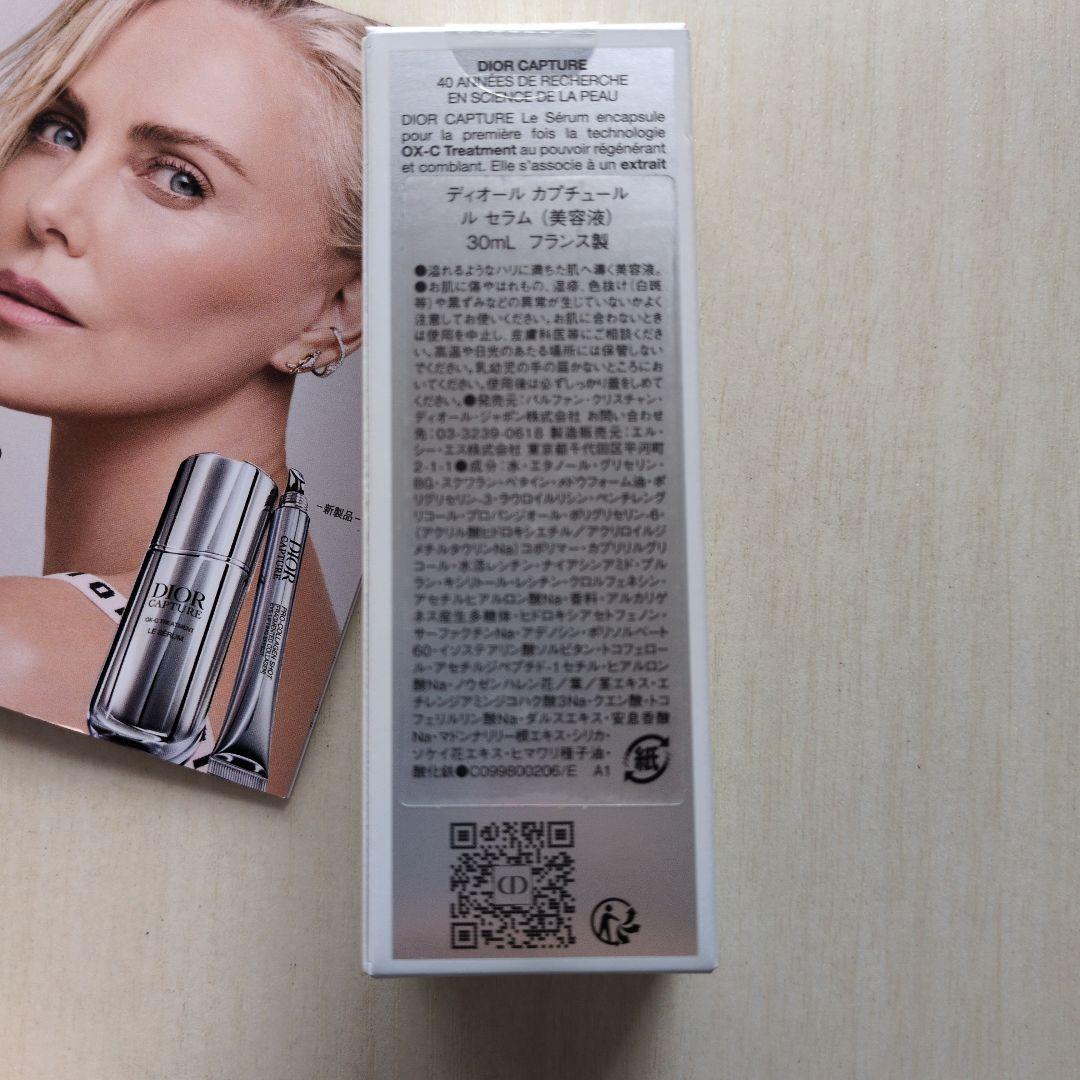 DIOR CAPTURE
40 ANNÉES DE RECHERCHE
EN SCIENCE DE LA PEAU
DIOR CAPTURE Le Sérum encapsule
pour la première fois la technologie
OX-C Treatment au pouvoir régénérant
et comblant. Elle s'associe à un extrait
ディオール カプチュール
ル セラム（美容液）
30mL フランス製
●溢れるようなハリに満ちた肌へ導く美容液。
●お肌に傷やはれもの、湿疹、色抜け(白斑
等)や黒ずみなどの異常が生じていないかよく
注意してお使いください。お肌に合わないとき
は使用を中止し、皮膚科医等にご相談くださ
い。高温や日光のあたる場所には保管しない
でください。乳幼児の手の届かないところにお
いてください。使用後は必ずしっかり蓋をしめて
ください。●発売元:パルファン・クリスチャン・
ディオール・ジャポン株式会社 お問い合わせ
先:03-3239-0618 製造販売元:エル・
シー・エス株式会社 東京都千代田区平河町
2-1-1●成分:水・エタノール・グリセリン・
BG・スクワラン・ベタイン・メドウフォーム油・ポ
リグリセリン-3・ラウロイルリシン・ペンチレング
リコール・プロパンジオール・ポリグリセリン-6・
(アクリル酸ヒドロキシエチル/アクリロイルジ
メチルタウリンNa)コポリマー・カプリリルグリ
コール・水添レシチン・ナイアシンアミド・プル
ラン・キシリトール・レシチン・クロルフェネシン・
アセチルヒアルロン酸Na・香料・アルカリゲ
ネス産生多糖体・ヒドロキシアセトフェノン・
サーファクチンNa・アデノシン・ポリソルベート
60・イソステアリン酸ソルビタン・トコフェロー
ル・アセチルジペプチド-1セチル・ヒアルロン
酸Na・ノウゼンハレン花/葉/茎エキス・エ
チレンジアミンジコハク酸3Na・クエン酸・ト コ
フェリルリン酸Na・ダルスエキス・安息香酸
Na・マドンナリリー根エキス・シリカ・
ソケイ花エキス・ヒマワリ種子油・
酸化鉄●C099800206/E A1
紙
CD
-新製品-
DIOR
CAPTURE
OX-C TREATMENT
LE SÉRUM
DIOR
CAPTURE
PRO-COLLAGEN SHOT